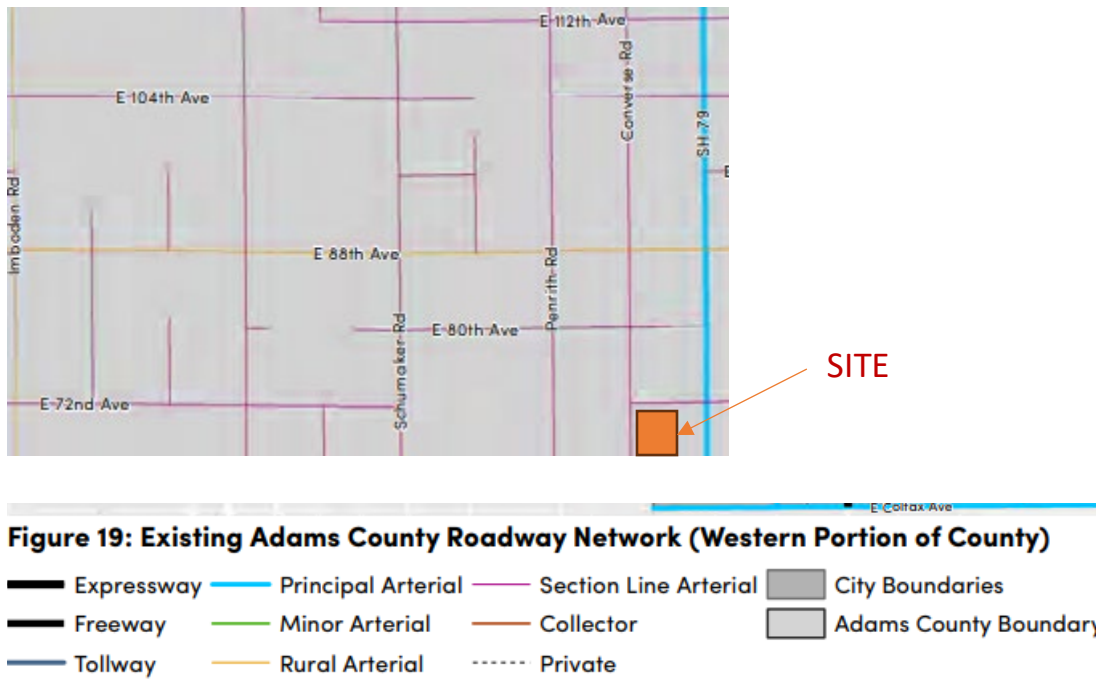 E 112th Ave
Converse Rd
E 104th Ave
SH 79
E
Imboden Rd
E 88th Ave
Penrith Rd
E 80th Ave
Schumaker Rd
SITE
E 72nd Ave
E Colfax Ave
Figure 19: Existing Adams County Roadway Network (Western Portion of County)
Expressway Principal Arterial Section Line Arterial City Boundaries
Freeway Minor Arterial Collector Adams County Boundary
Tollway Rural Arterial Private